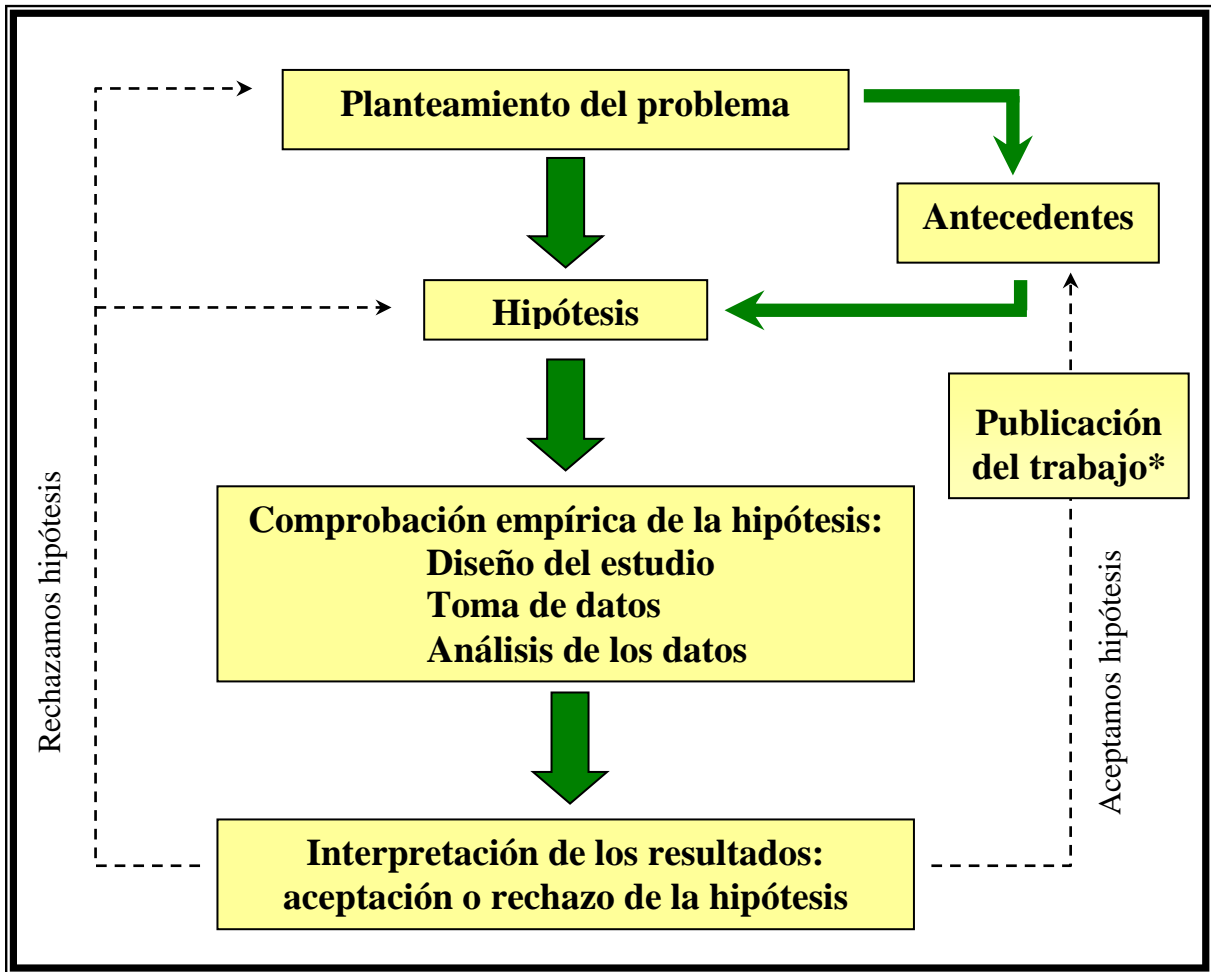 Planteamiento del problema
Antecedentes
Hipótesis
Publicación
del trabajo*
Comprobación empírica de la hipótesis:
Diseño del estudio
Toma de datos
Análisis de los datos
Rechazamos hipótesis
Aceptamos hipótesis
Interpretación de los resultados:
aceptación o rechazo de la hipótesis